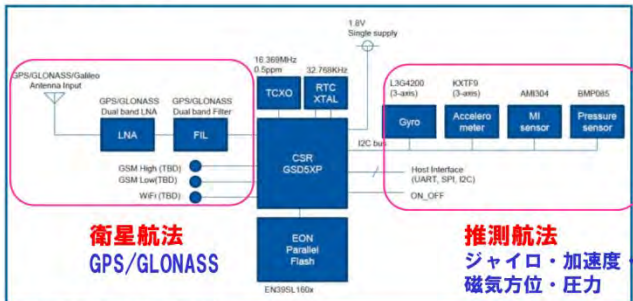 1.8V
Single supply
16.369MHz
0.5ppm
32.768KHz
GPS/GLONASS/Galileo
Antenna Input
TCXO
RTC
XTAL
L3G4200
(3-axis)
KXTF9
(3-axis)
AMI304
BMP085
GPS/GLONASS
Dual band LNA
GPS/GLONASS
Dual band Filter
LNA
FIL
Gyro
Accelero
meter
MI
sensor
Pressure
sensor
I2C bus
CSR
GSD5XP
GSM High (TBD)
GSM Low(TBD)
WiFi (TBD)
Host Interface
(UART, SPI, I2C)
ON_OFF
EON
Parallel
Flash
EN39SL160x
衛星航法
GPS/GLONASS
推測航法
ジャイロ・加速度・
磁気方位・圧力